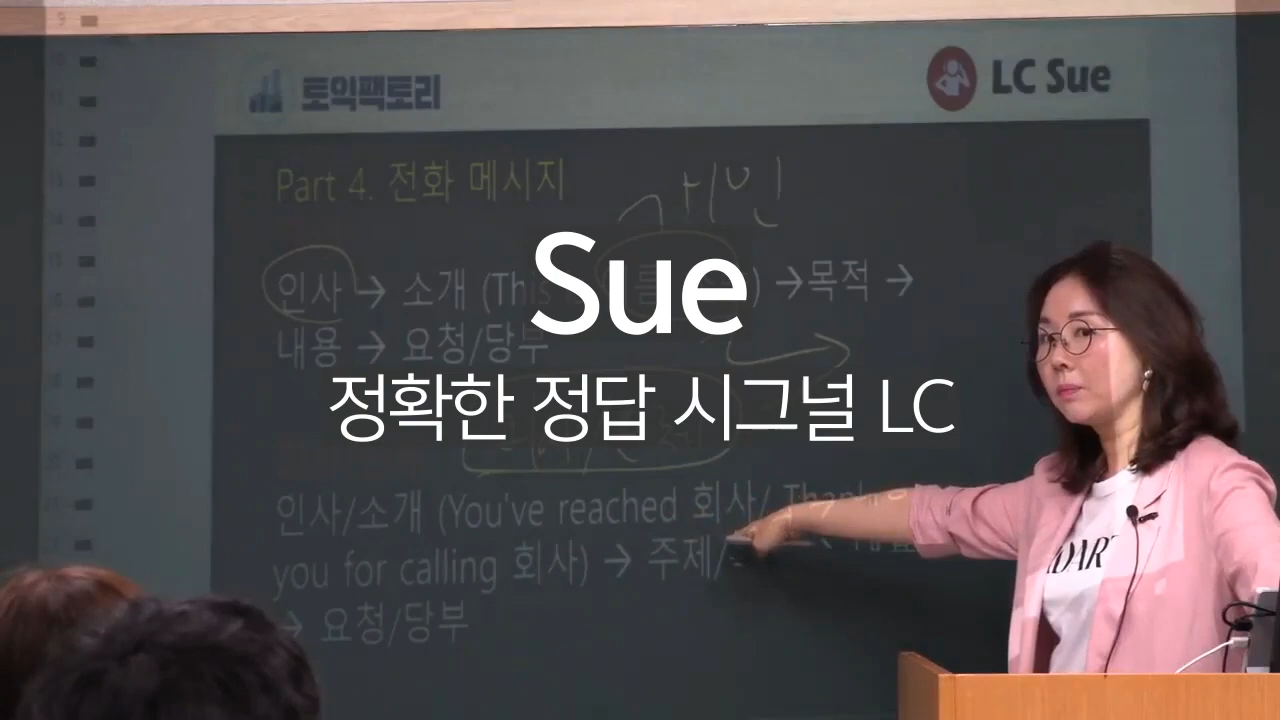 토익팩토리
LC Sue
Part 4. 전화 메시지
개인
인사 → 소개 (This ) →목적 →
내용 → 요청/당부
Sue
정확한 정답 시그널 LC
인사/소개 (You've reached 회사/ Thank
you for calling 회사) → 주제/
→ 요청/당부